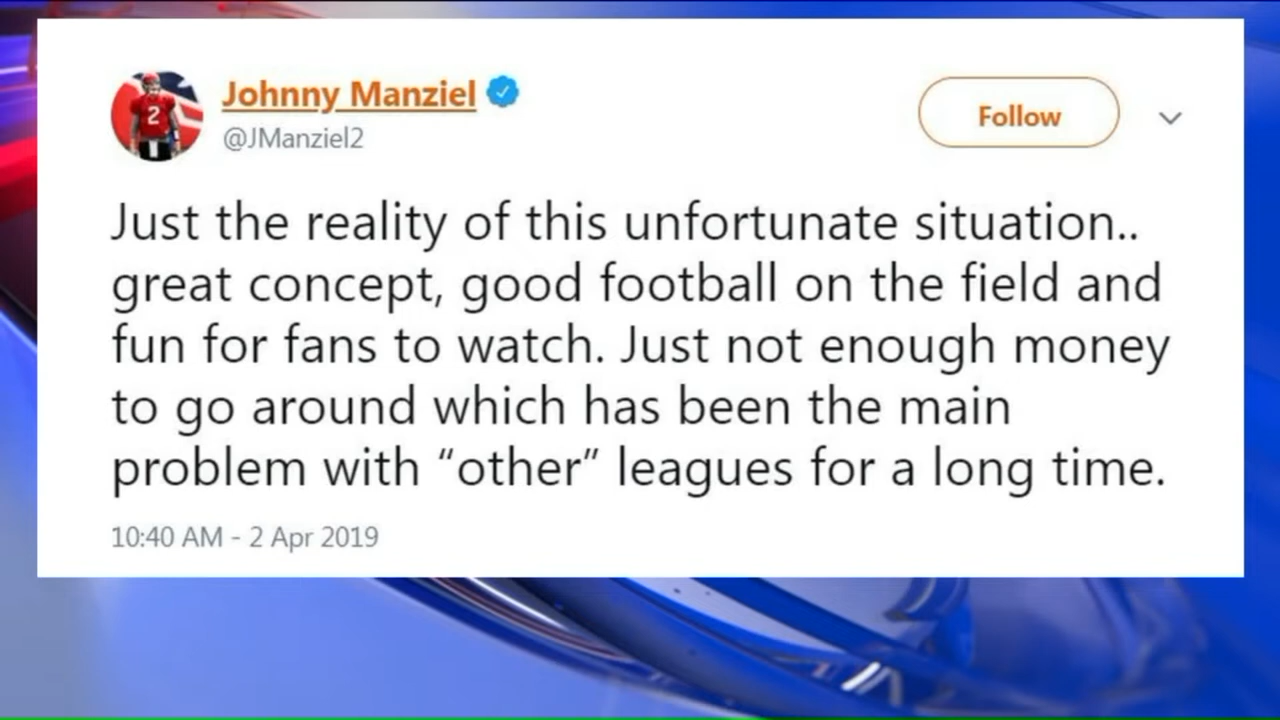 Johnny Manziel
@JManziel2
Follow
Just the reality of this unfortunate situation..
great concept, good football on the field and
fun for fans to watch. Just not enough money
to go around which has been the main
problem with “other” leagues for a long time.
10:40 AM - 2 Apr 2019
2